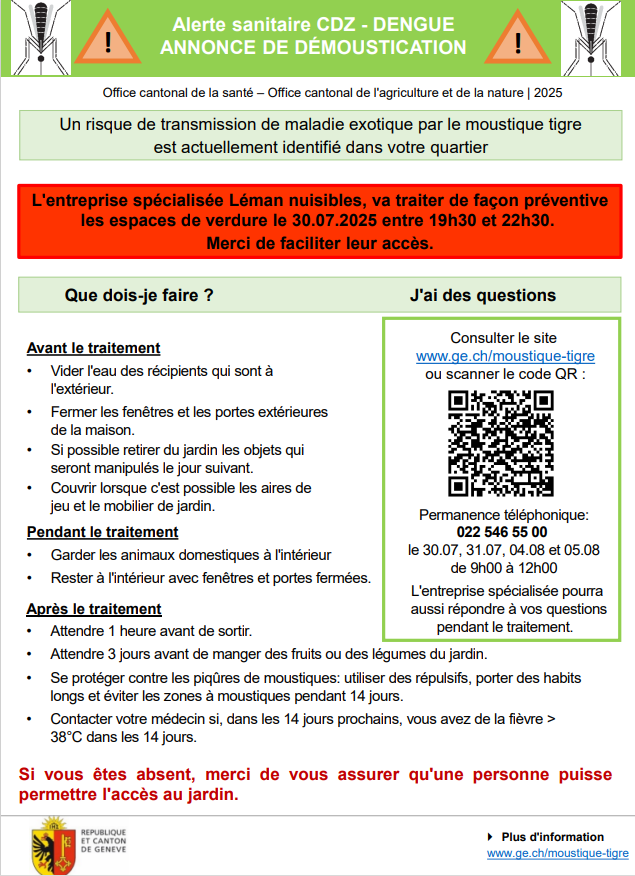 Alerte sanitaire CDZ - DENGUE
ANNONCE DE DÉMOUSTICATION
!
!
Office cantonal de la santé – Office cantonal de l'agriculture et de la nature | 2025
Un risque de transmission de maladie exotique par le moustique tigre
est actuellement identifié dans votre quartier
L'entreprise spécialisée Léman nuisibles, va traiter de façon préventive
les espaces de verdure le 30.07.2025 entre 19h30 et 22h30.
Merci de faciliter leur accès.
Que dois-je faire ?
Avant le traitement
• Vider l'eau des récipients qui sont à
l'extérieur.
• Fermer les fenêtres et les portes extérieures
de la maison.
• Si possible retirer du jardin les objets qui
seront manipulés le jour suivant.
• Couvrir lorsque c'est possible les aires de
jeu et le mobilier de jardin.
Pendant le traitement
• Garder les animaux domestiques à l'intérieur
• Rester à l'intérieur avec fenêtres et portes fermées.
Après le traitement
• Attendre 1 heure avant de sortir.
• Attendre 3 jours avant de manger des fruits ou des légumes du jardin.
• Se protéger contre les piqûres de moustiques: utiliser des répulsifs, porter des habits
longs et éviter les zones à moustiques pendant 14 jours.
• Contacter votre médecin si, dans les 14 jours prochains, vous avez de la fièvre >
38°C dans les 14 jours.
J'ai des questions
Consulter le site
www.ge.ch/moustique-tigre
ou scanner le code QR :
Permanence téléphonique:
022 546 55 00
le 30.07, 31.07, 04.08 et 05.08
de 9h00 à 12h00
L'entreprise spécialisée pourra
aussi répondre à vos questions
pendant le traitement.
Si vous êtes absent, merci de vous assurer qu'une personne puisse
permettre l'accès au jardin.
REPUBLIQUE
ET CANTON
DE GENEVE
Plus d'information
www.ge.ch/moustique-tigre